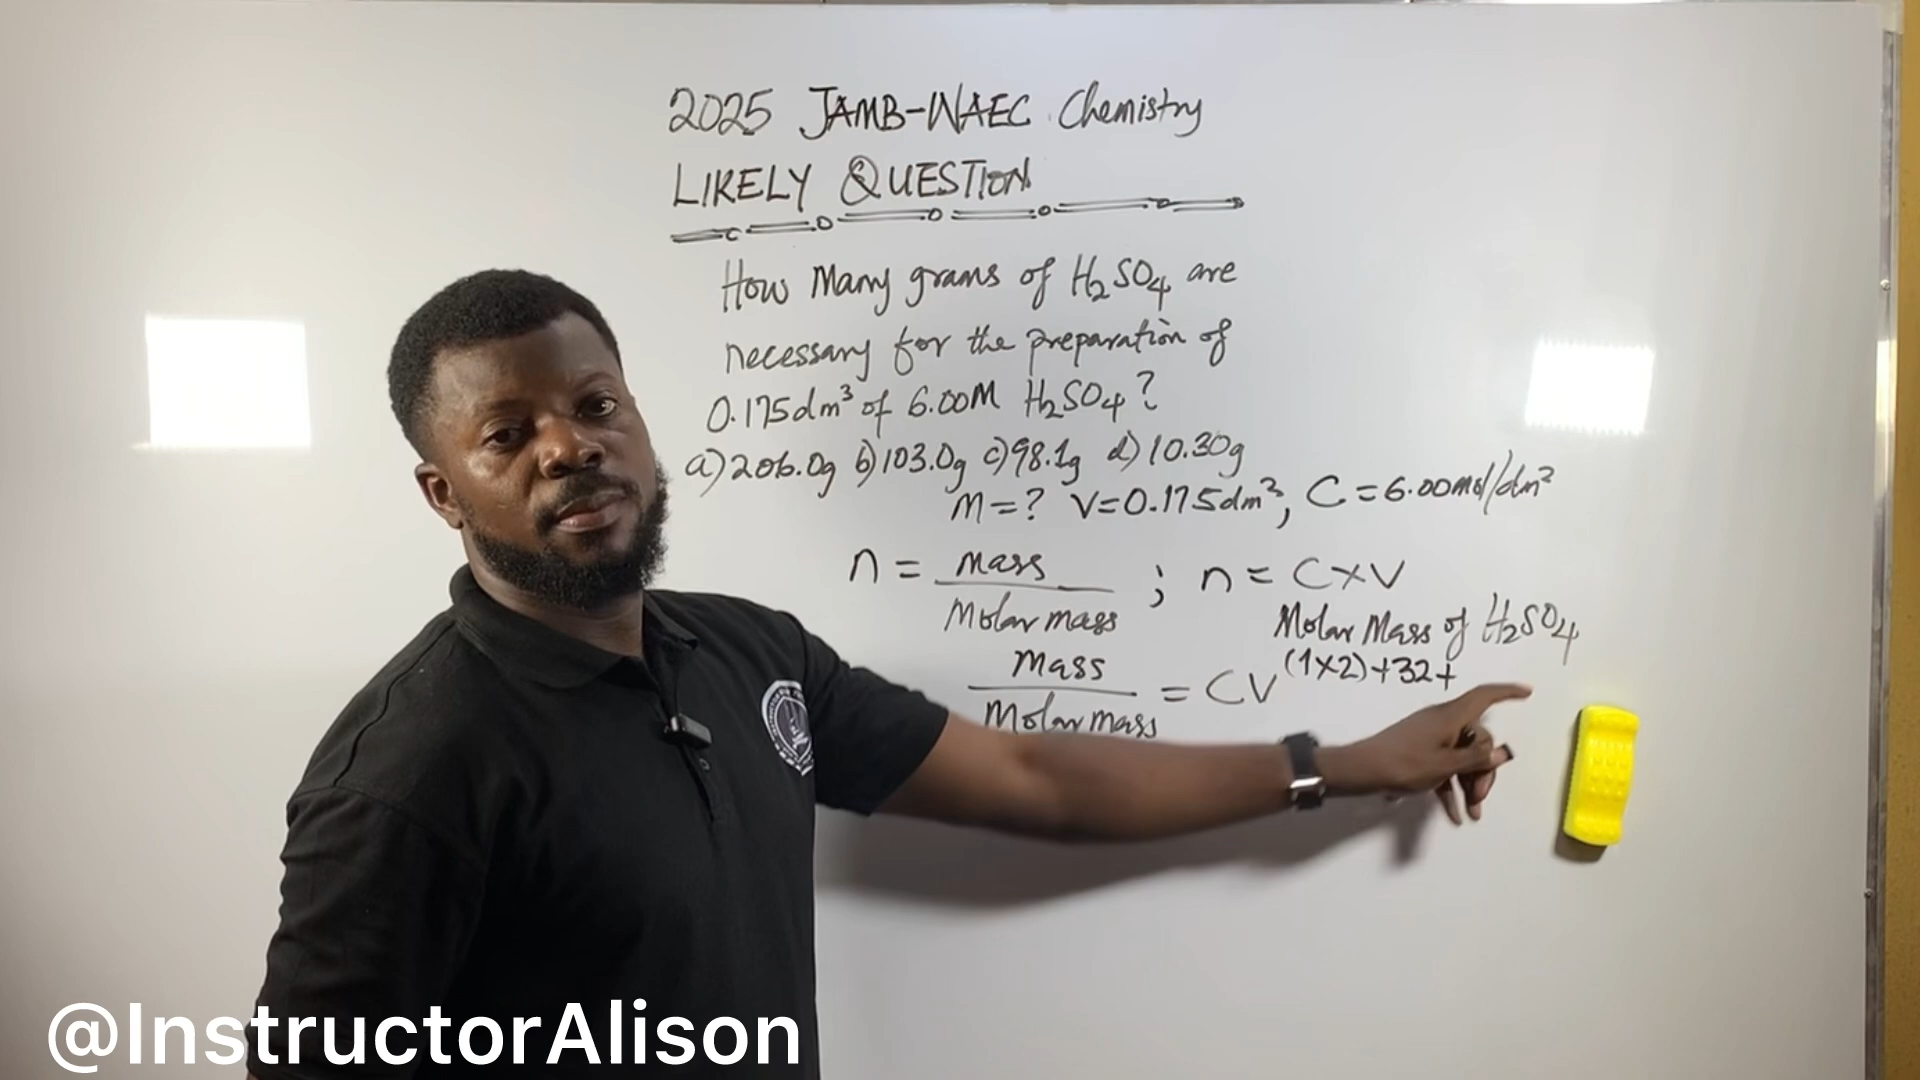 2025 JAMB-WAEC Chemistry
LIKELY QUESTION
How Many grams of H₂SO₄ are
necessary for the preparation of
0.175dm³ of 6.00M H₂SO₄?
a) 206.0g b) 103.0g c) 98.1g d) 10.30g
M=? V=0.175dm³, C=6.00mol/dm³
n = mass / Molar mass ; n = C×V
Molar Mass of H₂SO₄
(1×2)+32+
mass / Molar mass = CV
@InstructorAlison